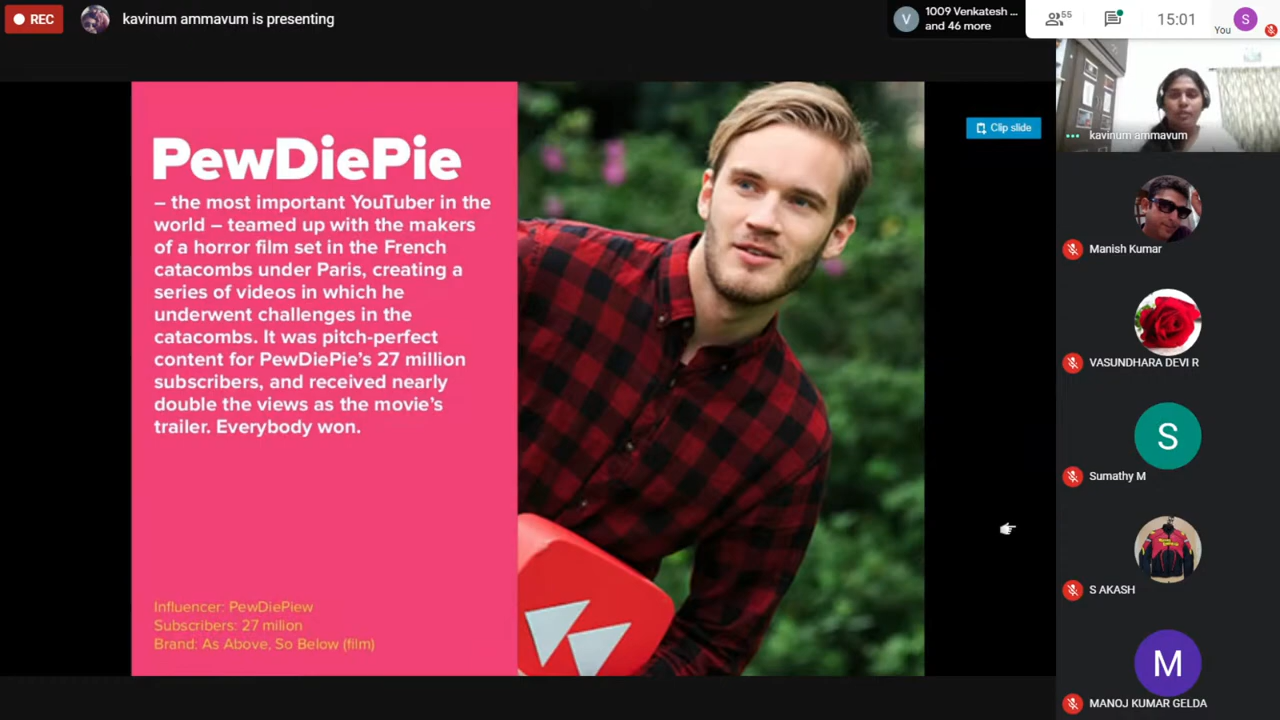 REC
kavinum ammavum is presenting
V
1009 Venkatesh ...
and 46 more
55
15:01
You
S
Clip slide
kavinum ammavum
PewDiePie
– the most important YouTuber in the
world – teamed up with the makers
of a horror film set in the French
catacombs under Paris, creating a
series of videos in which he
underwent challenges in the
catacombs. It was pitch-perfect
content for PewDiePie's 27 million
subscribers, and received nearly
double the views as the movie's
trailer. Everybody won.
Influencer: PewDiePiew
Subscribers: 27 milion
Brand: As Above, So Below (film)
Manish Kumar
VASUNDHARA DEVI R
S
Sumathy M
S AKASH
M
MANOJ KUMAR GELDA